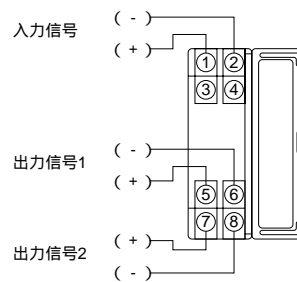 ( - )
入力信号
( + )
① ②
③ ④
( - )
出力信号1
( + )
⑤ ⑥
⑦ ⑧
( + )
出力信号2
( - )